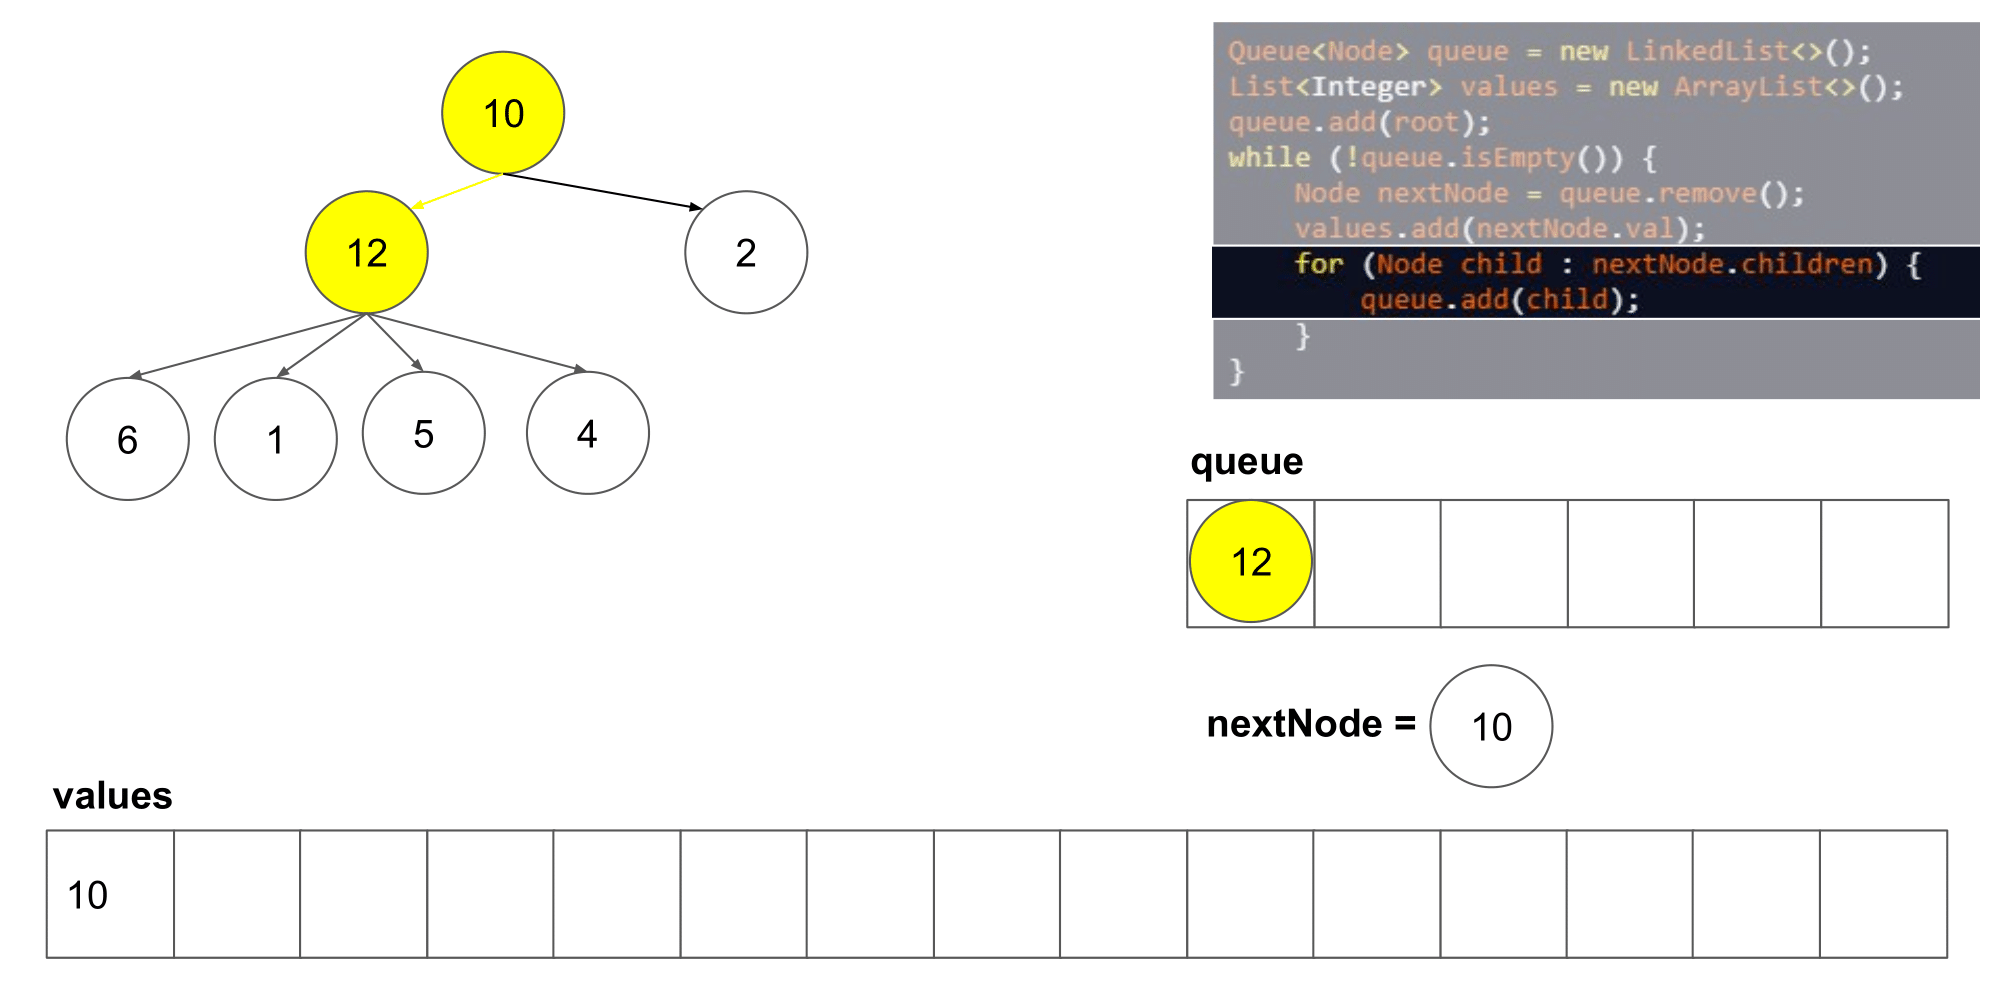 10
12
2
6
1
5
4
Queue<Node> queue = new LinkedList<>();
List<Integer> values = new ArrayList<>();
queue.add(root);
while (!queue.isEmpty()) {
    Node nextNode = queue.remove();
    values.add(nextNode.val);
    for (Node child : nextNode.children) {
        queue.add(child);
    }
}
queue
12
nextNode = 10
values
10